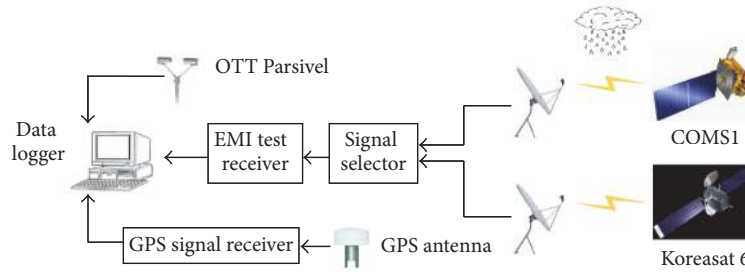 OTT Parsivel
Data
logger
EMI test
receiver
Signal
selector
COMS1
GPS signal receiver
GPS antenna
Koreasat 6